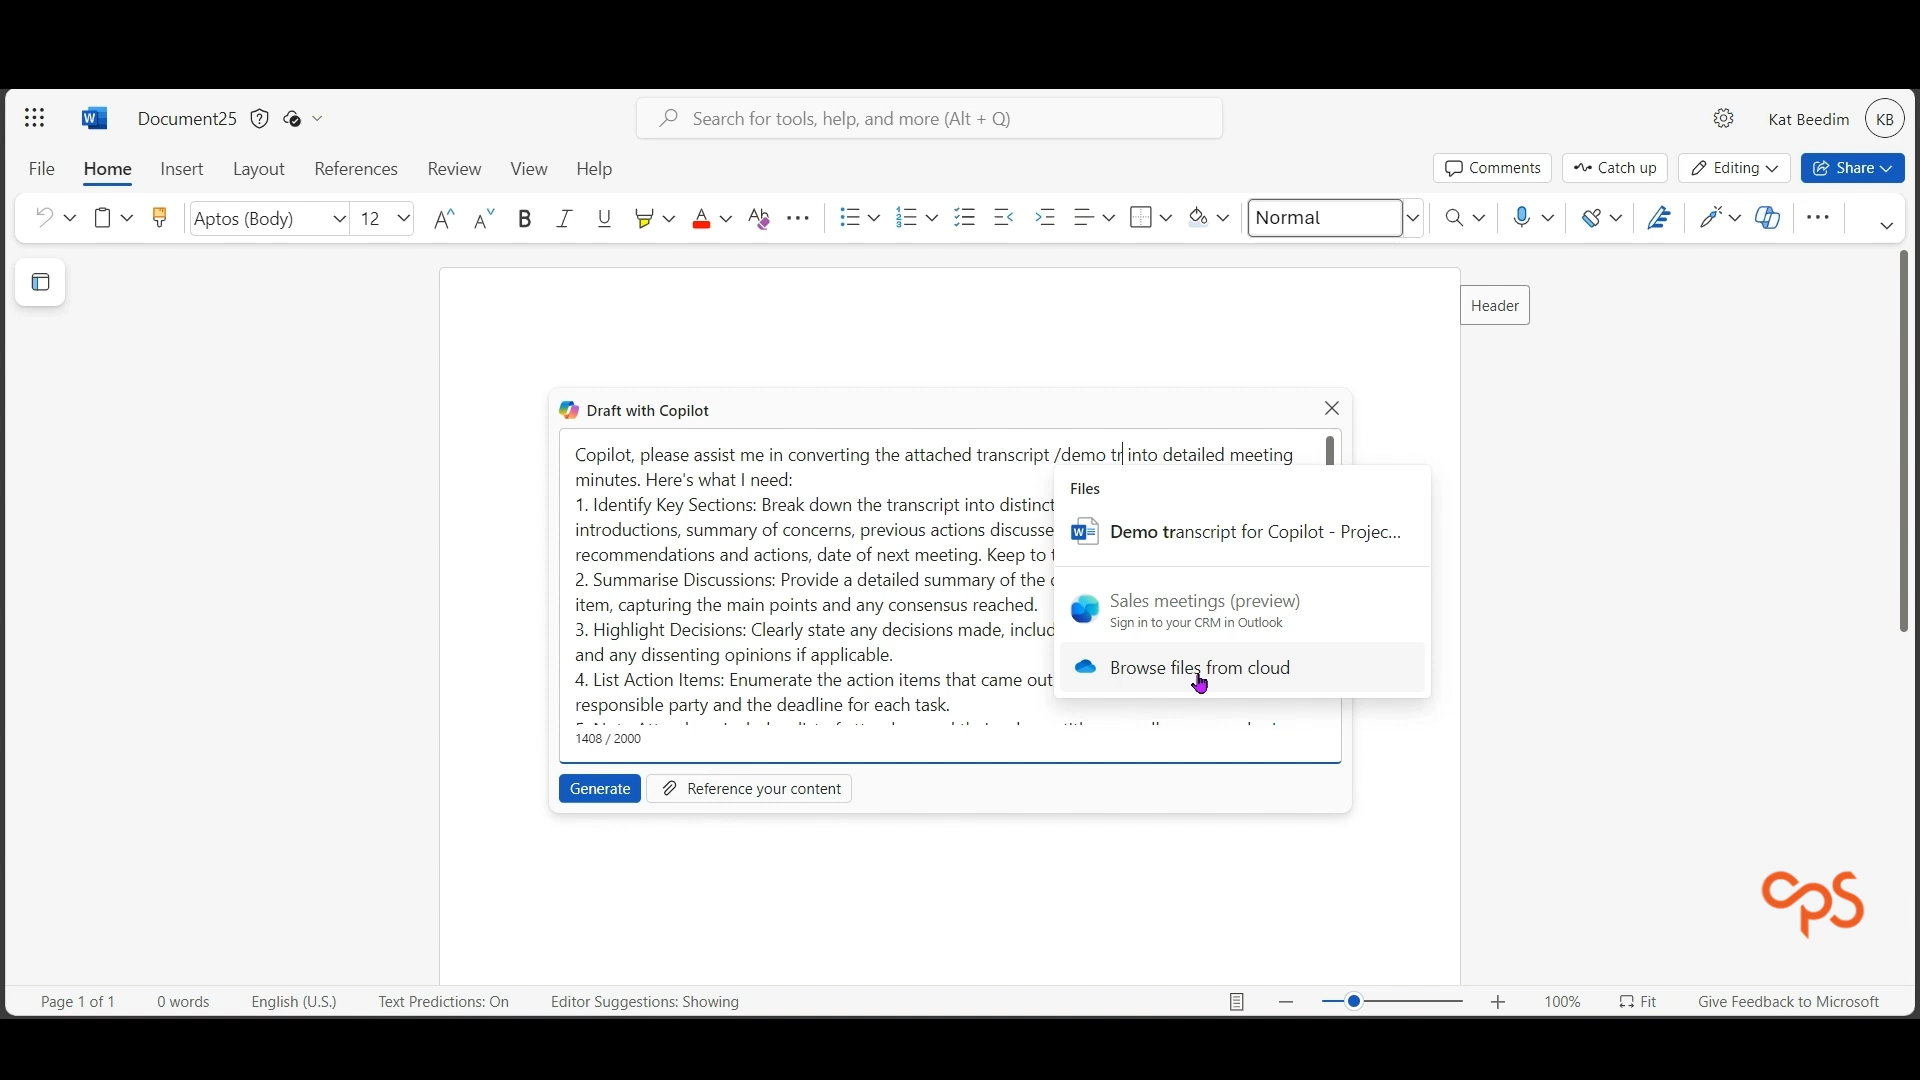 Document25
Search for tools, help, and more (Alt + Q)
Kat Beedim
KB
File
Home
Insert
Layout
References
Review
View
Help
Comments
Catch up
Editing
Share
Aptos (Body)
12
Normal
Header
Draft with Copilot
Copilot, please assist me in converting the attached transcript /demo tr into detailed meeting
minutes. Here's what I need:
1. Identify Key Sections: Break down the transcript into distinct
introductions, summary of concerns, previous actions discusse
recommendations and actions, date of next meeting. Keep to t
2. Summarise Discussions: Provide a detailed summary of the
item, capturing the main points and any consensus reached.
3. Highlight Decisions: Clearly state any decisions made, includ
and any dissenting opinions if applicable.
4. List Action Items: Enumerate the action items that came out
responsible party and the deadline for each task.
1408 / 2000
Files
Demo transcript for Copilot - Projec...
Sales meetings (preview)
Sign in to your CRM in Outlook
Browse files from cloud
Generate
Reference your content
cps
Page 1 of 1
0 words
English (U.S.)
Text Predictions: On
Editor Suggestions: Showing
100%
Fit
Give Feedback to Microsoft